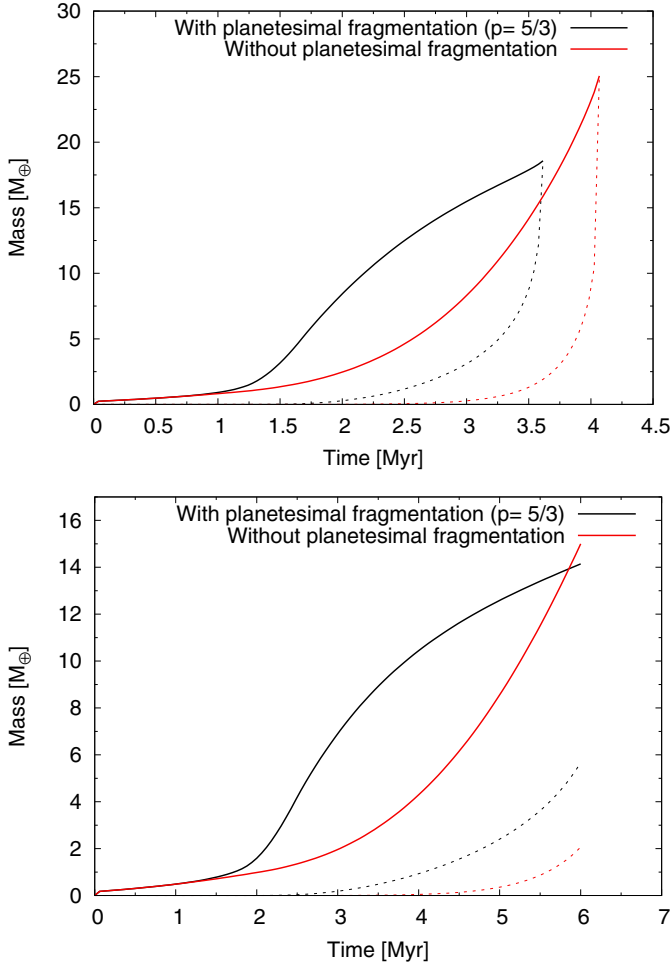 With planetesimal fragmentation (p= 5/3)
Without planetesimal fragmentation
30
25
20
15
10
5
0
Mass [M⊕]
0 0.5 1 1.5 2 2.5 3 3.5 4 4.5
Time [Myr]
With planetesimal fragmentation (p= 5/3)
Without planetesimal fragmentation
16
14
12
10
8
6
4
2
0
Mass [M⊕]
0 1 2 3 4 5 6 7
Time [Myr]